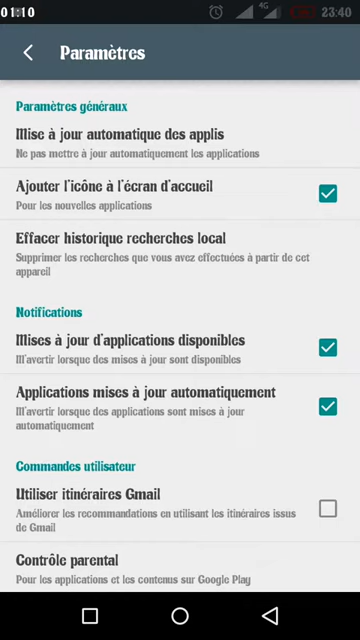 01:10
4G
23:40
Paramètres
Paramètres généraux
Mise à jour automatique des applis
Ne pas mettre à jour automatiquement les applications
Ajouter l'icône à l'écran d'accueil
Pour les nouvelles applications
Effacer historique recherches local
Supprimer les recherches que vous avez effectuées à partir de cet
appareil
Notifications
Mises à jour d'applications disponibles
M'avertir lorsque des mises à jour sont disponibles
Applications mises à jour automatiquement
M'avertir lorsque des applications sont mises à jour
automatiquement
Commandes utilisateur
Utiliser itinéraires Gmail
Améliorer les recommandations en utilisant les itinéraires issus
de Gmail
Contrôle parental
Pour les applications et les contenus sur Google Play